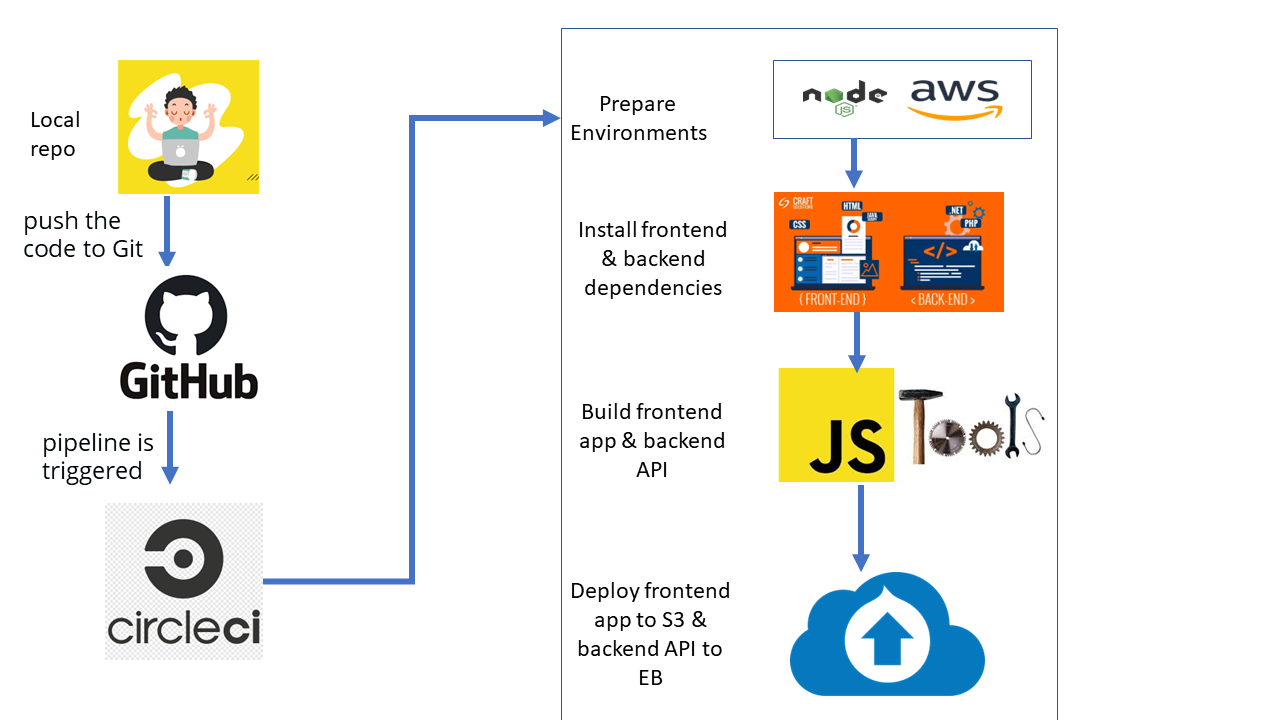 Local
repo
push the
code to Git
GitHub
pipeline is
triggered
circleci
Prepare
Environments
node
JS
aws
Install frontend
& backend
dependencies
CRAFT
SOLUTIONS
CSS
HTML
JAVA
SCRIPT
.NET
PHP
</>
{ FRONT-END }
< BACK-END >
Build frontend
app & backend
API
JS
TOOLS
Deploy frontend
app to S3 &
backend API to
EB